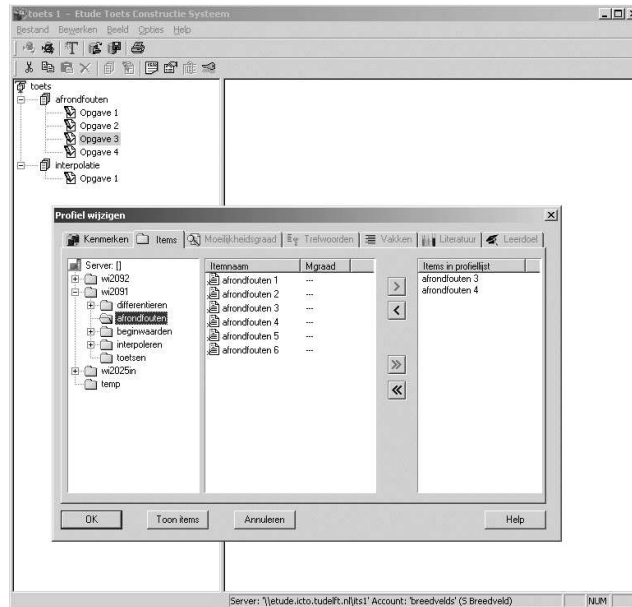 toets 1 - Etude Toets Constructie Systeem
Bestand Bewerken Beeld Opties Help
toets
afrondfouten
Opgave 1
Opgave 2
Opgave 3
Opgave 4
interpolatie
Opgave 1
Profiel wijzigen
Kenmerken Items Moeilijkheidsgraad Trefwoorden Vakken Literatuur Leerdoel
Server: []
wi2092
wi2091
differentieren
afrondfouten
beginwaarden
interpoleren
toetsen
wi2025in
temp
Itemnaam Mgraad
afrondfouten 1 ---
afrondfouten 2 ---
afrondfouten 3 ---
afrondfouten 4 ---
afrondfouten 5 ---
afrondfouten 6 ---
Items in profiellijst
afrondfouten 3
afrondfouten 4
OK Toon items Annuleren Help
Server: '\\etude.icto.tudelft.nl\its1' Account: 'breedvelds' (S Breedveld) NUM